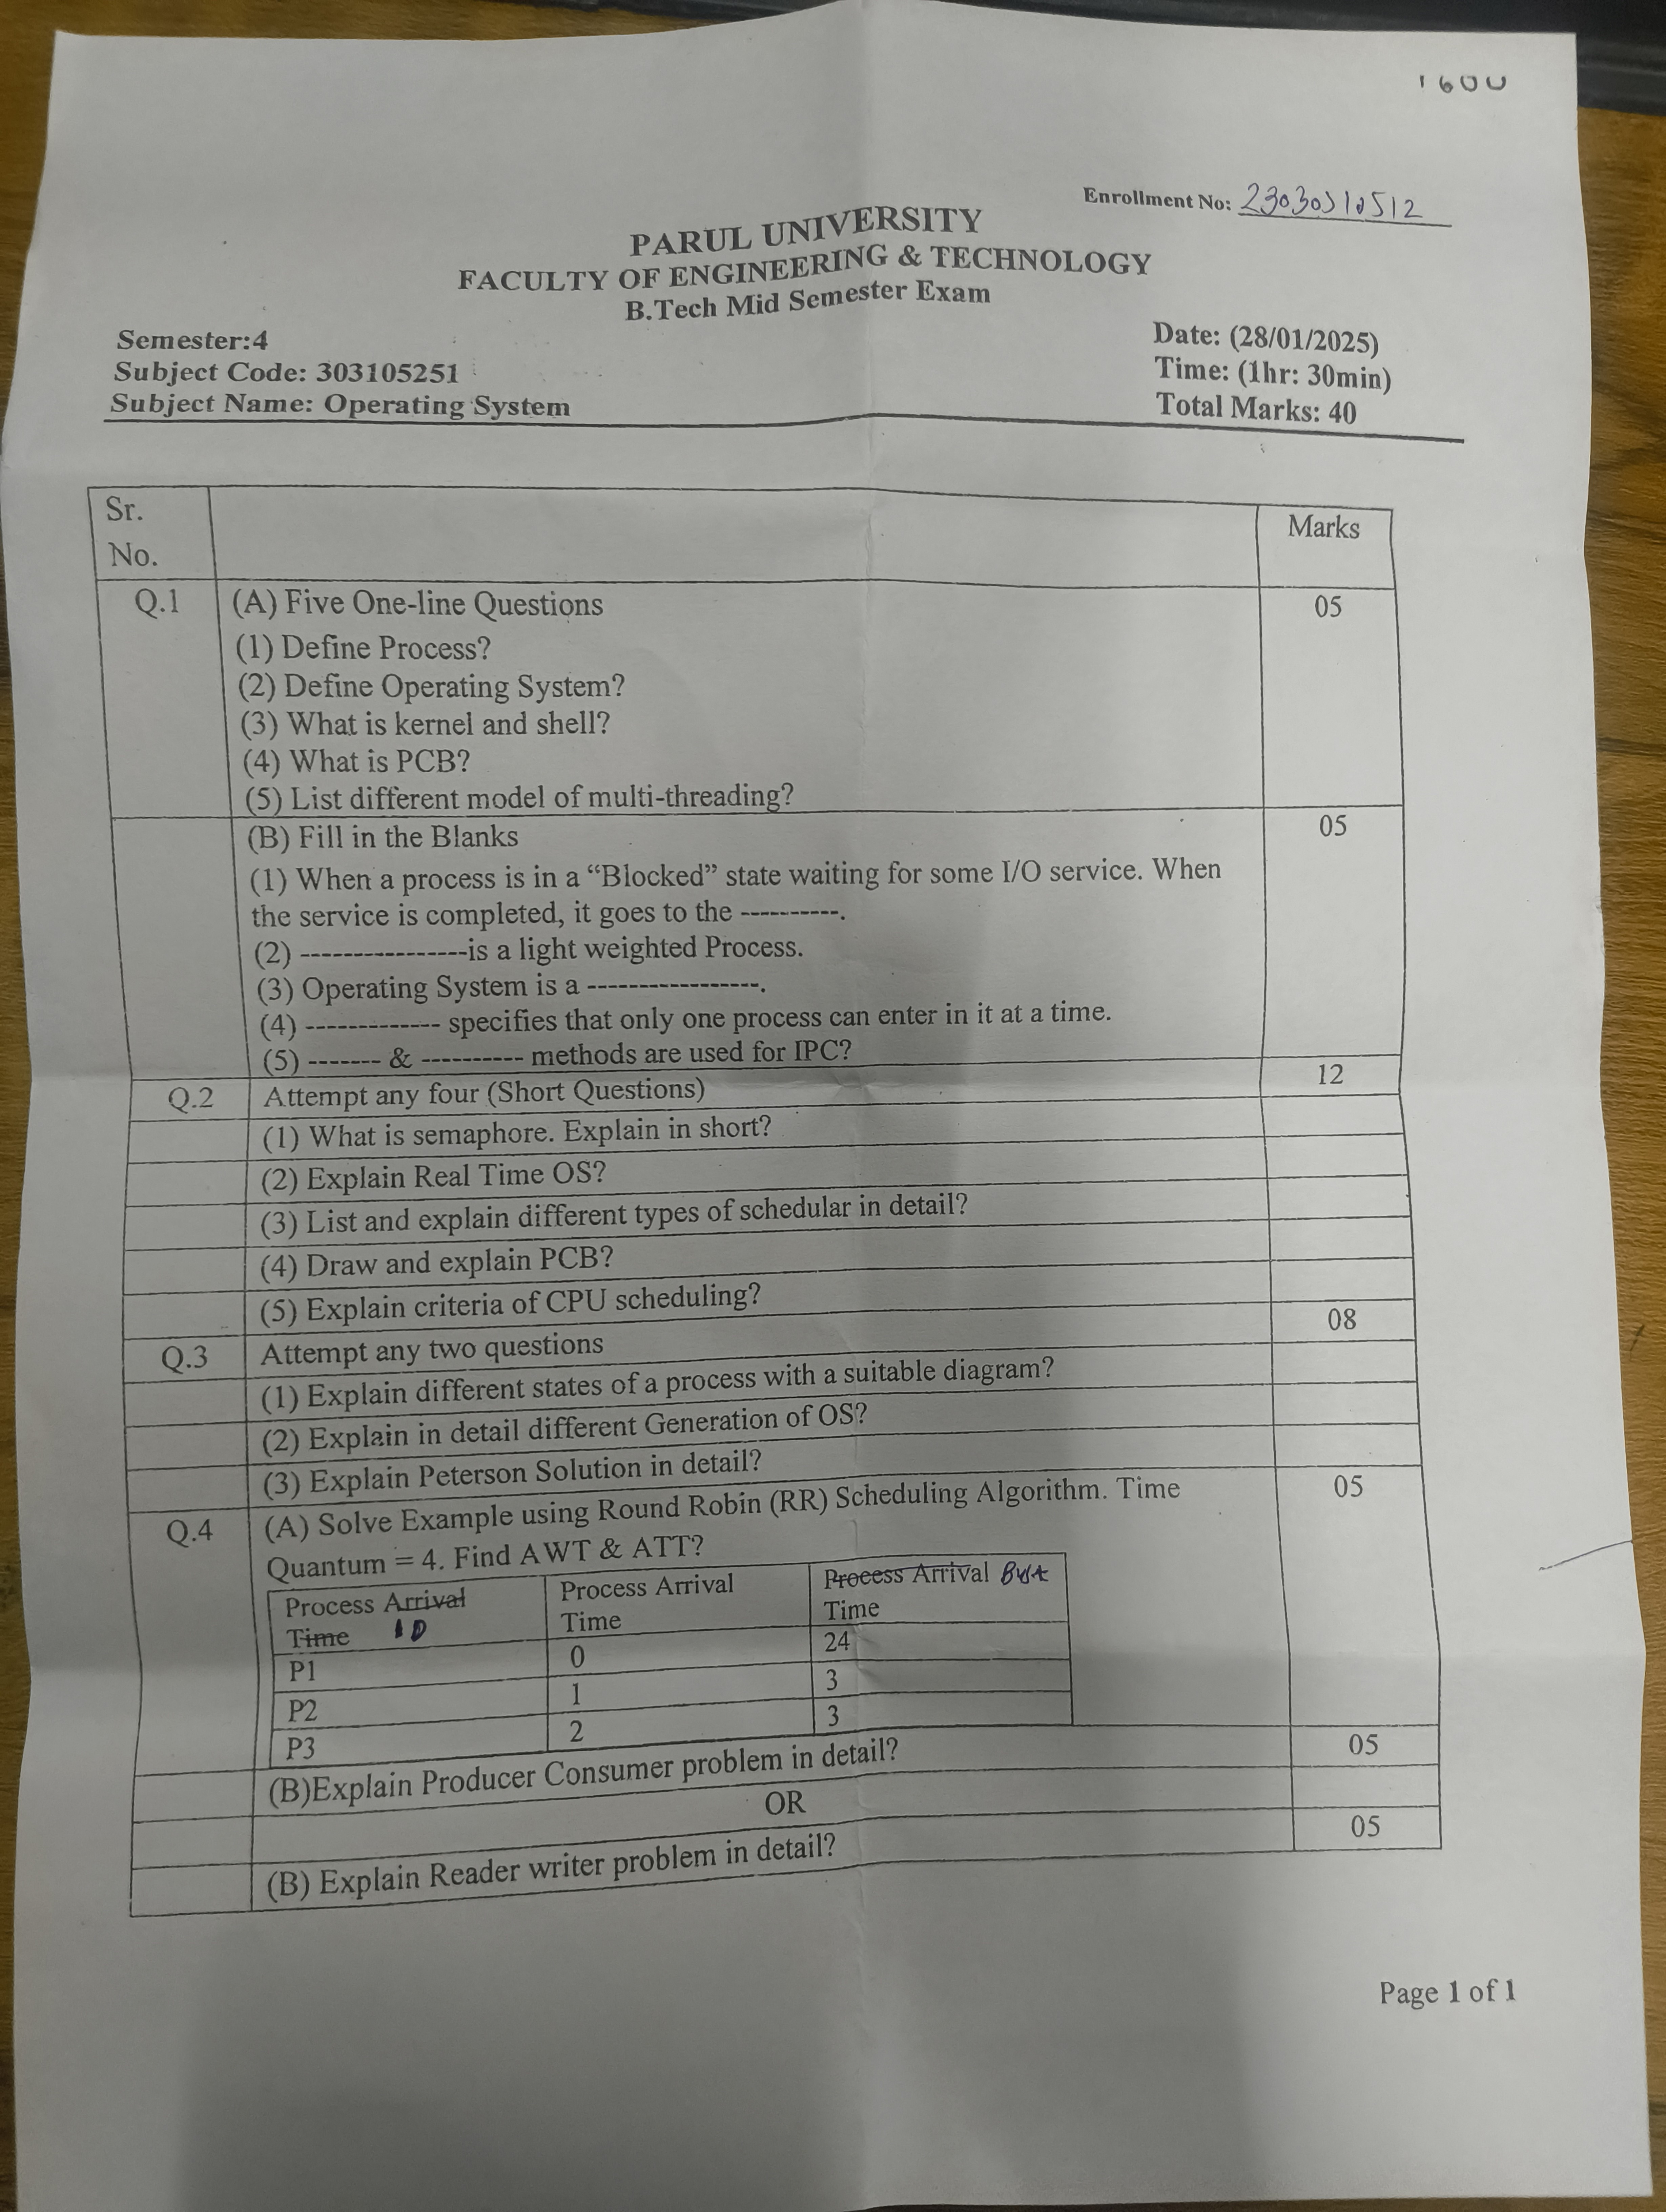 1600
Enrollment No:
PARUL UNIVERSITY
FACULTY OF ENGINEERING & TECHNOLOGY
B.Tech Mid Semester Exam
Semester:4
Date: (28/01/2025)
Subject Code: 303105251
Time: (1hr: 30min)
Subject Name: Operating System
Total Marks: 40
Sr. No.
Marks
Q.1 (A) Five One-line Questions 05
(1) Define Process?
(2) Define Operating System?
(3) What is kernel and shell?
(4) What is PCB?
(5) List different model of multi-threading?
(B) Fill in the Blanks 05
(1) When a process is in a “Blocked” state waiting for some I/O service. When
the service is completed, it goes to the ----------.
(2) -----------------is a light weighted Process.
(3) Operating System is a -----------------.
(4) ------------- specifies that only one process can enter in it at a time.
(5) ------- & ---------- methods are used for IPC?
Q.2 Attempt any four (Short Questions) 12
(1) What is semaphore. Explain in short?
(2) Explain Real Time OS?
(3) List and explain different types of schedular in detail?
(4) Draw and explain PCB?
(5) Explain criteria of CPU scheduling?
Q.3 Attempt any two questions 08
(1) Explain different states of a process with a suitable diagram?
(2) Explain in detail different Generation of OS?
(3) Explain Peterson Solution in detail?
Q.4 (A) Solve Example using Round Robin (RR) Scheduling Algorithm. Time 05
Quantum = 4. Find AWT & ATT?
Process Arrival Process Arrival Process Arrival
Time ID Time Time
P1 0 24
P2 1 3
P3 2 3
(B)Explain Producer Consumer problem in detail? 05
OR
(B) Explain Reader writer problem in detail? 05
Page 1 of 1